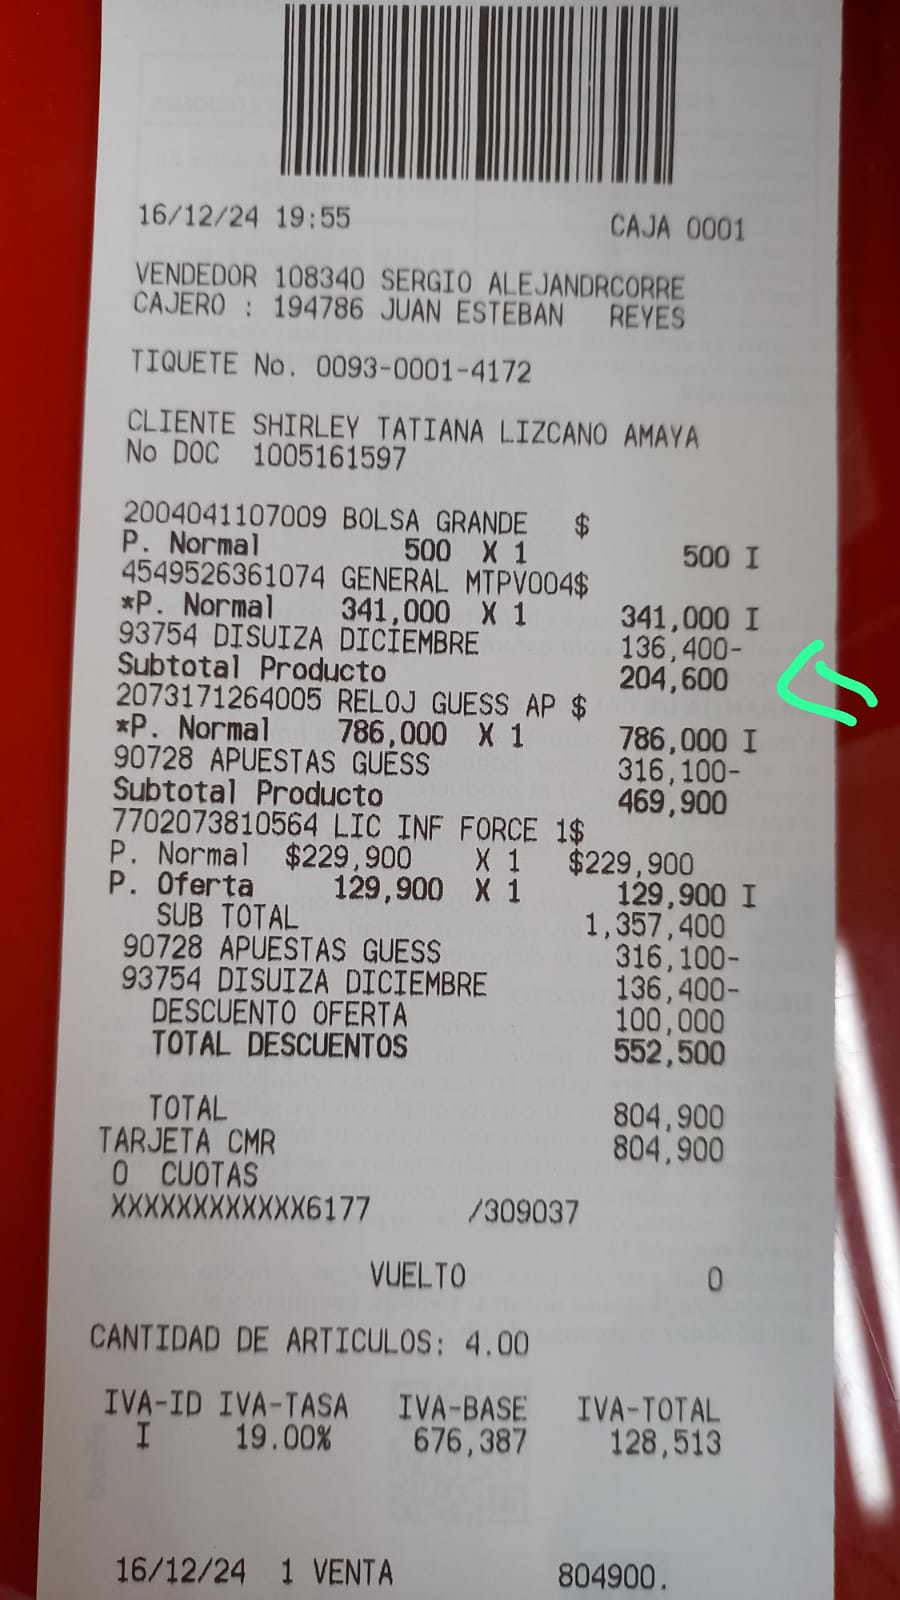 16/12/24 19:55 CAJA 0001
VENDEDOR 108340 SERGIO ALEJANDRCORRE
CAJERO : 194786 JUAN ESTEBAN REYES
TIQUETE No. 0093-0001-4172
CLIENTE SHIRLEY TATIANA LIZCANO AMAYA
No DOC 1005161597
2004041107009 BOLSA GRANDE $
P. Normal 500 X 1 500 I
4549526361074 GENERAL MTPV004$
*P. Normal 341,000 X 1 341,000 I
93754 DISUIZA DICIEMBRE 136,400-
Subtotal Producto 204,600
2073171264005 RELOJ GUESS AP $
*P. Normal 786,000 X 1 786,000 I
90728 APUESTAS GUESS 316,100-
Subtotal Producto 469,900
7702073810564 LIC INF FORCE 1$
P. Normal $229,900 X 1 $229,900
P. Oferta 129,900 X 1 129,900 I
SUB TOTAL 1,357,400
90728 APUESTAS GUESS 316,100-
93754 DISUIZA DICIEMBRE 136,400-
DESCUENTO OFERTA 100,000
TOTAL DESCUENTOS 552,500
TOTAL 804,900
TARJETA CMR 804,900
0 CUOTAS
XXXXXXXXXXXX6177 /309037
VUELTO 0
CANTIDAD DE ARTICULOS: 4.00
IVA-ID IVA-TASA IVA-BASE IVA-TOTAL
I 19.00% 676,387 128,513
16/12/24 1 VENTA 804900.